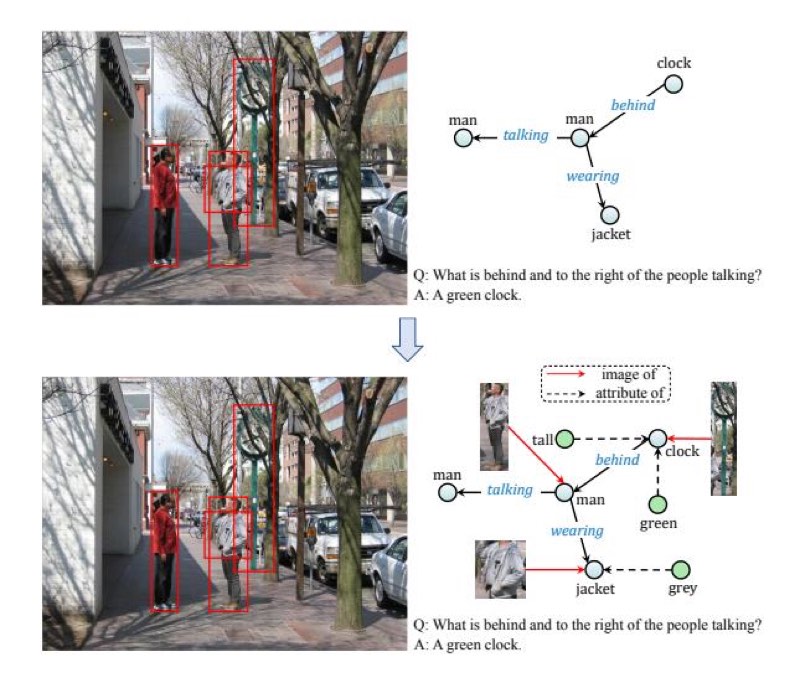 clock
behind
man
man
talking
wearing
jacket
Q: What is behind and to the right of the people talking?
A: A green clock.
image of
attribute of
tall
clock
behind
man
talking
man
green
wearing
jacket
grey
Q: What is behind and to the right of the people talking?
A: A green clock.